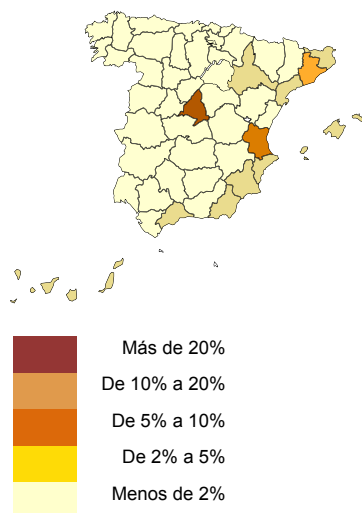 Más de 20%
De 10% a 20%
De 5% a 10%
De 2% a 5%
Menos de 2%